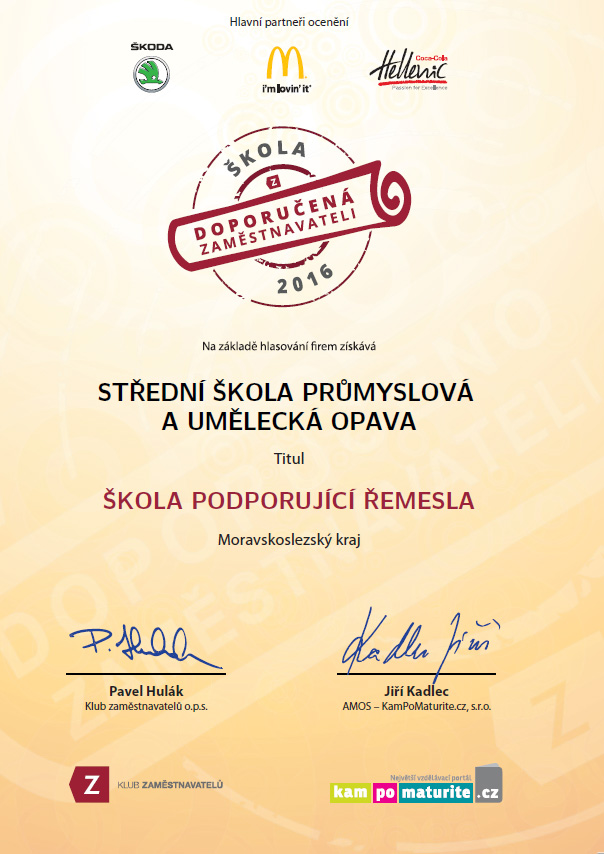 Hlavní partneři ocenění
ŠKODA
i'm lovin' it®
Coca-Cola
Hellenic
Passion for Excellence
ŠKOLA
Z
DOPORUČENÁ
ZAMĚSTNAVATELI
2016
Na základě hlasování firem získává
STŘEDNÍ ŠKOLA PRŮMYSLOVÁ
A UMĚLECKÁ OPAVA
Titul
ŠKOLA PODPORUJÍCÍ ŘEMESLA
Moravskoslezský kraj
P. Hulák
Kadlec Jiří
Pavel Hulák
Klub zaměstnavatelů o.p.s.
Jiří Kadlec
AMOS – KamPoMaturite.cz, s.r.o.
Z KLUB ZAMĚSTNAVATELŮ
Největší vzdělávací portál
kam po maturite .cz